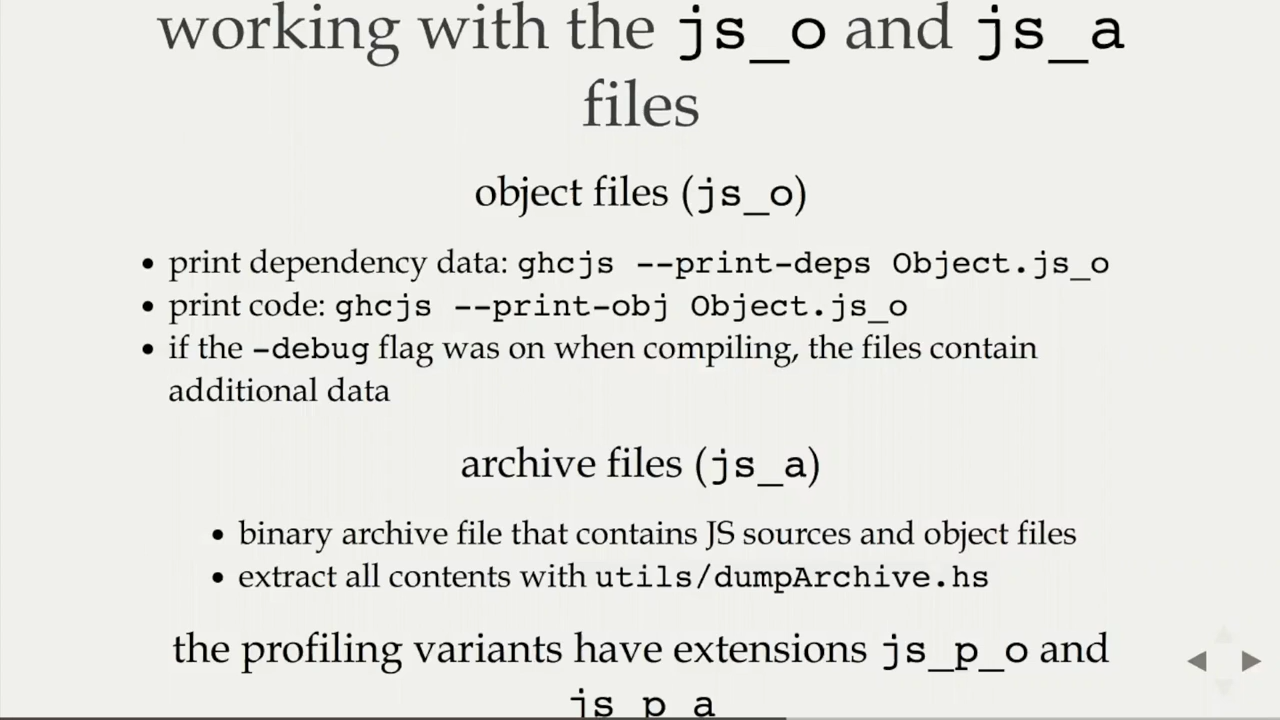 working with the js_o and js_a
files
object files (js_o)
• print dependency data: ghcjs --print-deps Object.js_o
• print code: ghcjs --print-obj Object.js_o
• if the -debug flag was on when compiling, the files contain
additional data
archive files (js_a)
• binary archive file that contains JS sources and object files
• extract all contents with utils/dumpArchive.hs
the profiling variants have extensions js_p_o and
js_p_a